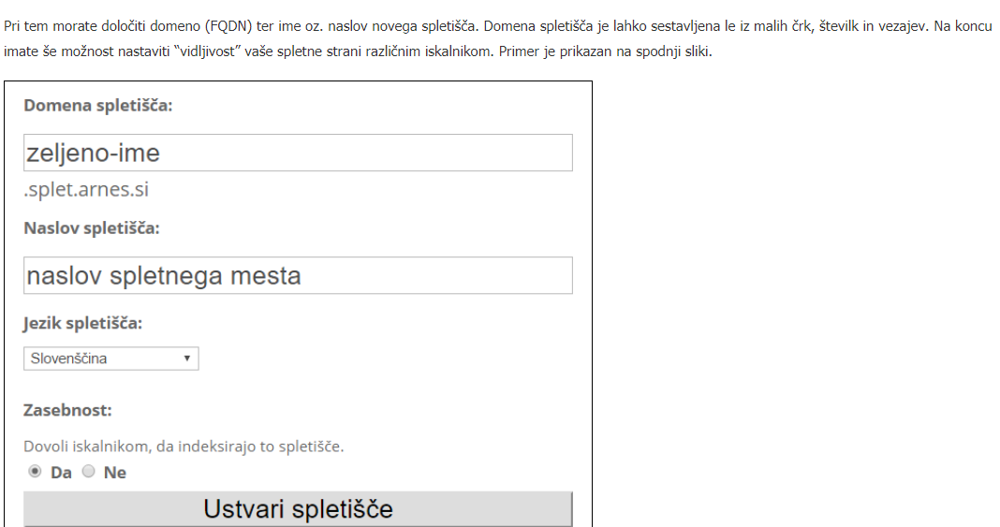 Pri tem morate določiti domeno (FQDN) ter ime oz. naslov novega spletišča. Domena spletišča je lahko sestavljena le iz malih črk, številk in vezajev. Na koncu
imate še možnost nastaviti “vidljivost” vaše spletne strani različnim iskalnikom. Primer je prikazan na spodnji sliki.
Domena spletišča:
zeljeno-ime
.splet.arnes.si
Naslov spletišča:
naslov spletnega mesta
Jezik spletišča:
Slovenščina
Zasebnost:
Dovoli iskalnikom, da indeksirajo to spletišče.
Da Ne
Ustvari spletišče